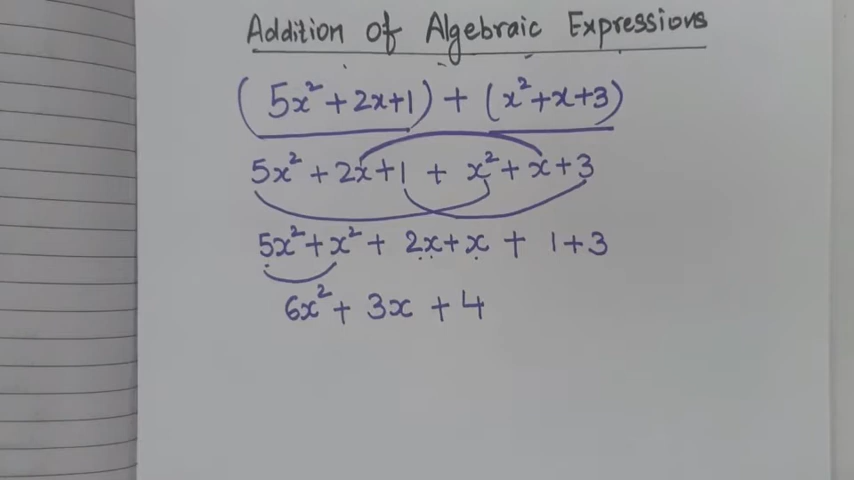 Addition of Algebraic Expressions
(5x² + 2x+1) + (x²+x+3)
5x² + 2x+1 + x²+x+3
5x²+x² + 2x+x + 1+3
6x² + 3x + 4